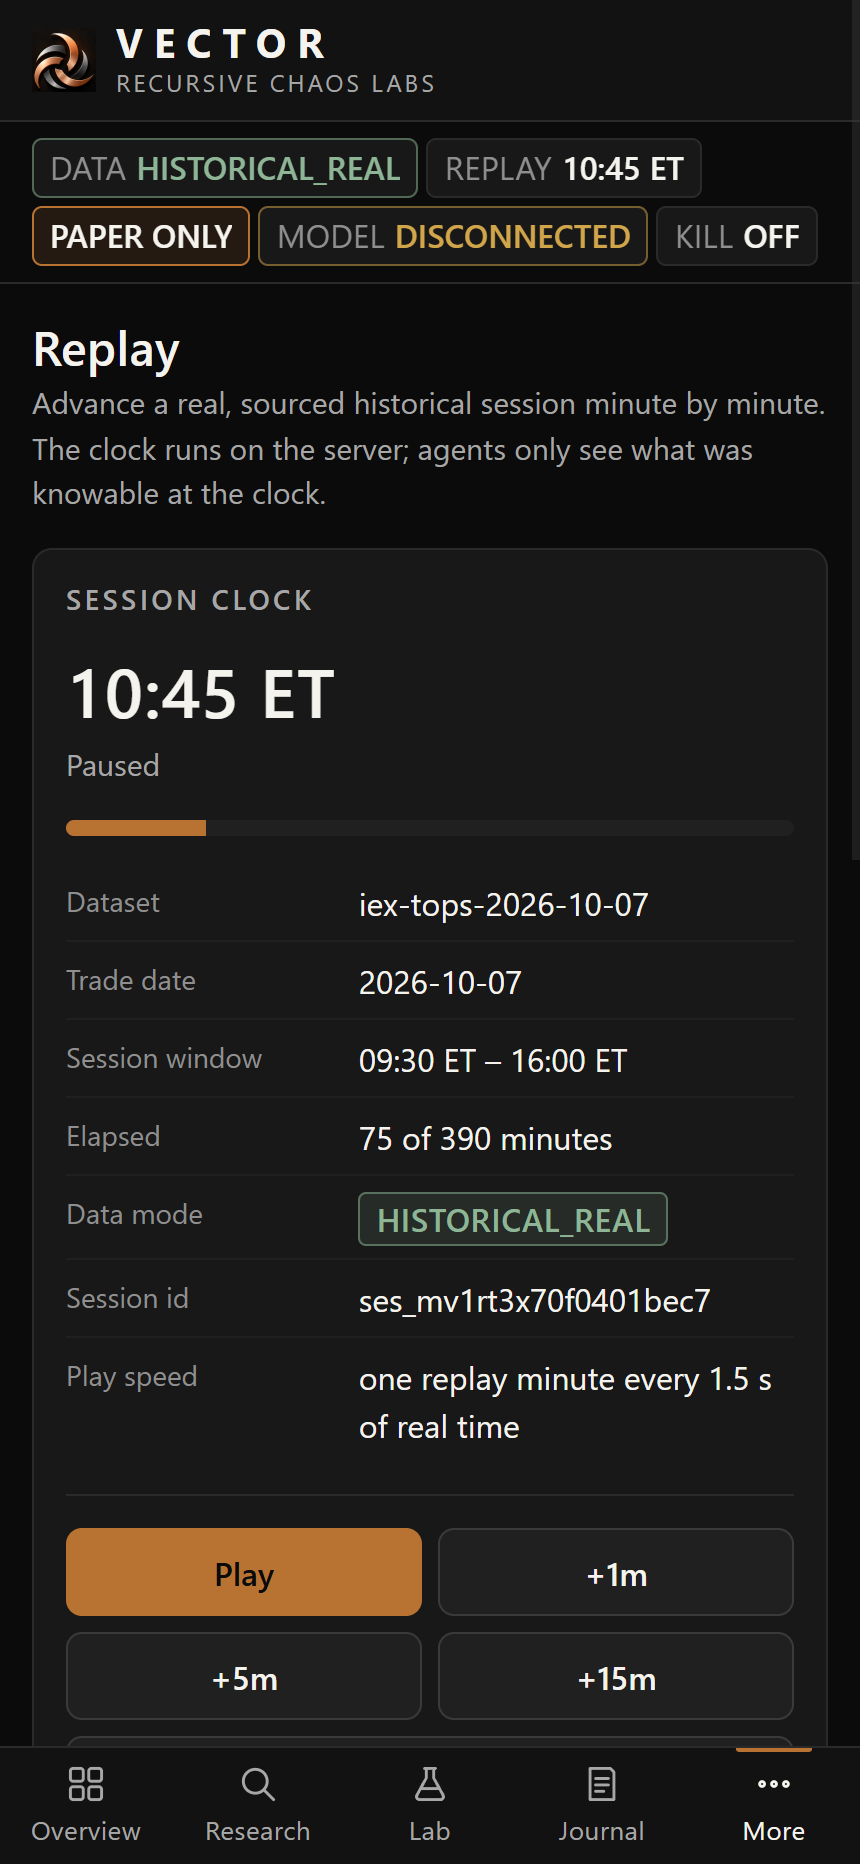 VECTOR
RECURSIVE CHAOS LABS
DATA HISTORICAL_REAL
REPLAY 10:45 ET
PAPER ONLY
MODEL DISCONNECTED
KILL OFF
Replay
Advance a real, sourced historical session minute by minute.
The clock runs on the server; agents only see what was
knowable at the clock.
SESSION CLOCK
10:45 ET
Paused
Dataset iex-tops-2026-10-07
Trade date 2026-10-07
Session window 09:30 ET – 16:00 ET
Elapsed 75 of 390 minutes
Data mode HISTORICAL_REAL
Session id ses_mv1rt3x70f0401bec7
Play speed one replay minute every 1.5 s
of real time
Play
+1m
+5m
+15m
Overview
Research
Lab
Journal
More